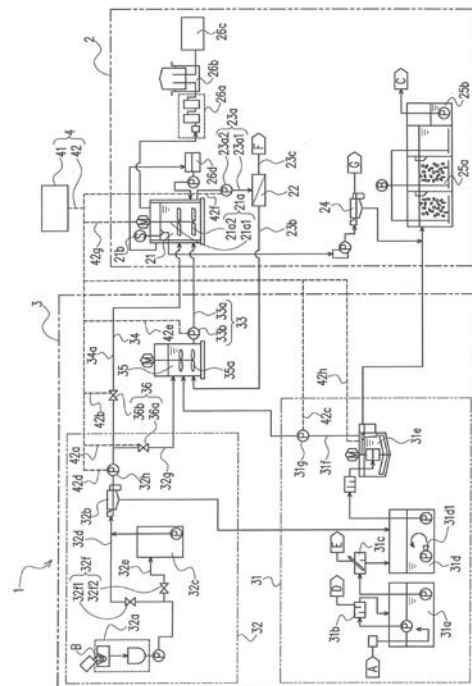 1
3
2
41
42
4
26c
26b
26a
23a
23a2
23a1
26d
42g
21b
21
M
S
P
42f
21a
21a2
21a1
F
23c
22
23b
G
24
C
25b
25a
B
34a
34
42e
33a
33b
33
42b
36
36b
36a
35
35a
42h
42c
42a
42d
32h
32g
32b
32d
32f
32f1
32f2
32e
32c
32a
B
32
31g
31f
31e
E
31c
D
31b
31
31d1
31d
31a
A